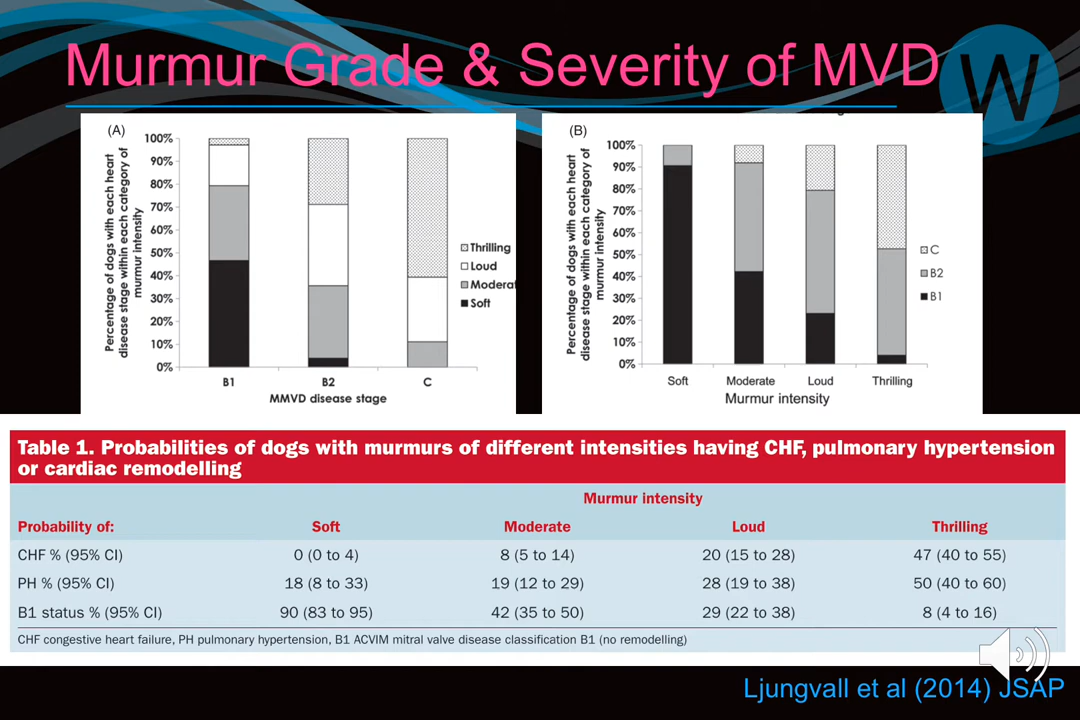 Murmur Grade & Severity of MVD
W
(A)
Percentage of dogs with each heart
disease stage within each category of
murmur intensity
100%
90%
80%
70%
60%
50%
40%
30%
20%
10%
0%
B1 B2 C
MMVD disease stage
Thrilling
Loud
Moderat
Soft
(B)
Percentage of dogs with each heart
disease stage within each category of
murmur intensity
100%
90%
80%
70%
60%
50%
40%
30%
20%
10%
0%
Soft Moderate Loud Thrilling
Murmur intensity
C
B2
B1
Table 1. Probabilities of dogs with murmurs of different intensities having CHF, pulmonary hypertension
or cardiac remodelling
Murmur intensity
Probability of: Soft Moderate Loud Thrilling
CHF % (95% CI) 0 (0 to 4) 8 (5 to 14) 20 (15 to 28) 47 (40 to 55)
PH % (95% CI) 18 (8 to 33) 19 (12 to 29) 28 (19 to 38) 50 (40 to 60)
B1 status % (95% CI) 90 (83 to 95) 42 (35 to 50) 29 (22 to 38) 8 (4 to 16)
CHF congestive heart failure, PH pulmonary hypertension, B1 ACVIM mitral valve disease classification B1 (no remodelling)
Ljungvall et al (2014) JSAP